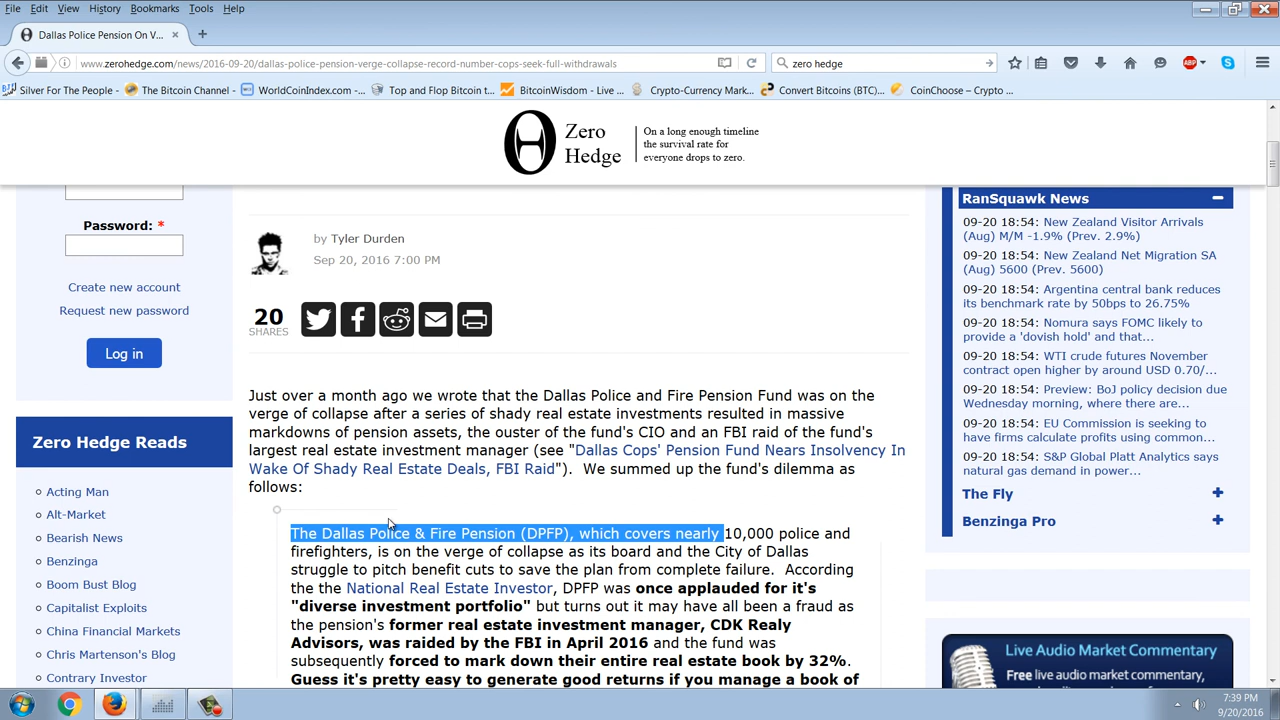 File Edit View History Bookmarks Tools Help
Dallas Police Pension On V...
www.zerohedge.com/news/2016-09-20/dallas-police-pension-verge-collapse-record-number-cops-seek-full-withdrawals
zero hedge
ABP
Silver For The People - ...
The Bitcoin Channel - ...
WorldCoinIndex.com -...
Top and Flop Bitcoin t...
BitcoinWisdom - Live ...
Crypto-Currency Mark...
Convert Bitcoins (BTC)...
CoinChoose – Crypto ...
Zero
Hedge
On a long enough timeline
the survival rate for
everyone drops to zero.
Password: *
Create new account
Request new password
Log in
Zero Hedge Reads
Acting Man
Alt-Market
Bearish News
Benzinga
Boom Bust Blog
Capitalist Exploits
China Financial Markets
Chris Martenson's Blog
Contrary Investor
by Tyler Durden
Sep 20, 2016 7:00 PM
20
SHARES
Just over a month ago we wrote that the Dallas Police and Fire Pension Fund was on the
verge of collapse after a series of shady real estate investments resulted in massive
markdowns of pension assets, the ouster of the fund's CIO and an FBI raid of the fund's
largest real estate investment manager (see "Dallas Cops' Pension Fund Nears Insolvency In
Wake Of Shady Real Estate Deals, FBI Raid").  We summed up the fund's dilemma as
follows:
The Dallas Police & Fire Pension (DPFP), which covers nearly 10,000 police and
firefighters, is on the verge of collapse as its board and the City of Dallas
struggle to pitch benefit cuts to save the plan from complete failure.  According
the the National Real Estate Investor, DPFP was once applauded for it's
"diverse investment portfolio" but turns out it may have all been a fraud as
the pension's former real estate investment manager, CDK Realy
Advisors, was raided by the FBI in April 2016 and the fund was
subsequently forced to mark down their entire real estate book by 32%.
Guess it's pretty easy to generate good returns if you manage a book of
RanSquawk News
09-20 18:54: New Zealand Visitor Arrivals
(Aug) M/M -1.9% (Prev. 2.9%)
09-20 18:54: New Zealand Net Migration SA
(Aug) 5600 (Prev. 5600)
09-20 18:54: Argentina central bank reduces
its benchmark rate by 50bps to 26.75%
09-20 18:54: Nomura says FOMC likely to
provide a 'dovish hold' and that...
09-20 18:54: WTI crude futures November
contract open higher by around USD 0.70/...
09-20 18:54: Preview: BoJ policy decision due
Wednesday morning, where there are...
09-20 18:54: EU Commission is seeking to
have firms calculate profits using common...
09-20 18:54: S&P Global Platt Analytics says
natural gas demand in power...
The Fly
Benzinga Pro
Live Audio Market Commentary
Free live audio market commentary,
7:39 PM
9/20/2016